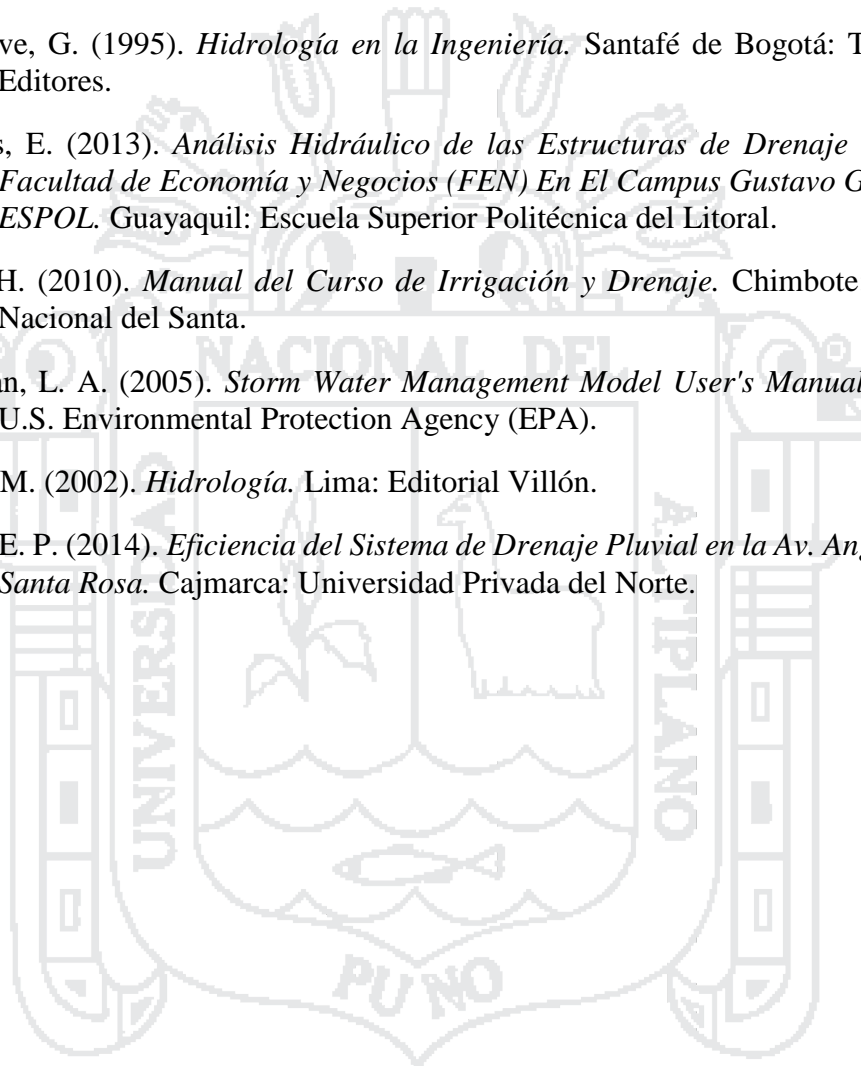 ve, G. (1995). Hidrología en la Ingeniería. Santafé de Bogotá: T
Editores.
s, E. (2013). Análisis Hidráulico de las Estructuras de Drenaje
Facultad de Economía y Negocios (FEN) En El Campus Gustavo G
ESPOL. Guayaquil: Escuela Superior Politécnica del Litoral.
H. (2010). Manual del Curso de Irrigación y Drenaje. Chimbote
Nacional del Santa.
an, L. A. (2005). Storm Water Management Model User's Manual
U.S. Environmental Protection Agency (EPA).
M. (2002). Hidrología. Lima: Editorial Villón.
E. P. (2014). Eficiencia del Sistema de Drenaje Pluvial en la Av. Ang
Santa Rosa. Cajmarca: Universidad Privada del Norte.
NACIONAL DEL
UNIVERSIDAD
ALTIPLANO
PUNO